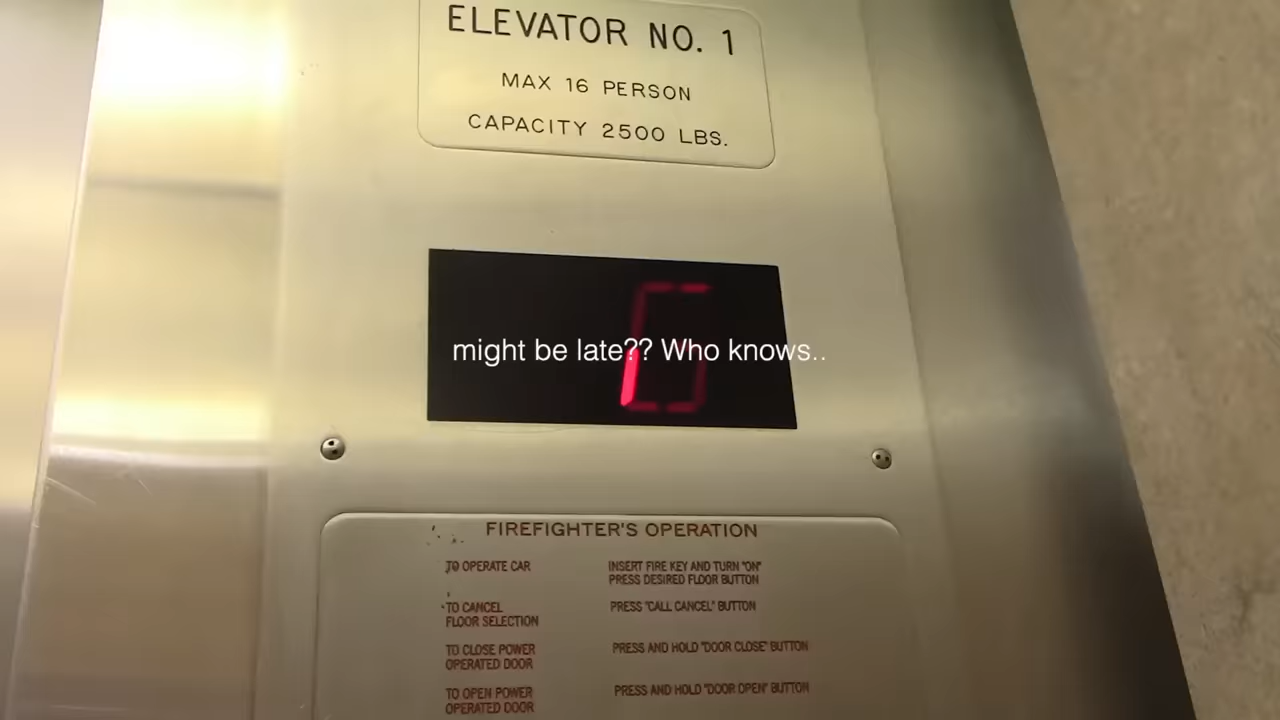 ELEVATOR NO. 1
MAX 16 PERSON
CAPACITY 2500 LBS.
might be late?? Who knows..
FIREFIGHTER'S OPERATION
TO OPERATE CAR
INSERT FIRE KEY AND TURN "ON"
PRESS DESIRED FLOOR BUTTON
TO CANCEL
FLOOR SELECTION
PRESS "CALL CANCEL" BUTTON
TO CLOSE POWER
OPERATED DOOR
PRESS AND HOLD "DOOR CLOSE" BUTTON
TO OPEN POWER
OPERATED DOOR
PRESS AND HOLD "DOOR OPEN" BUTTON